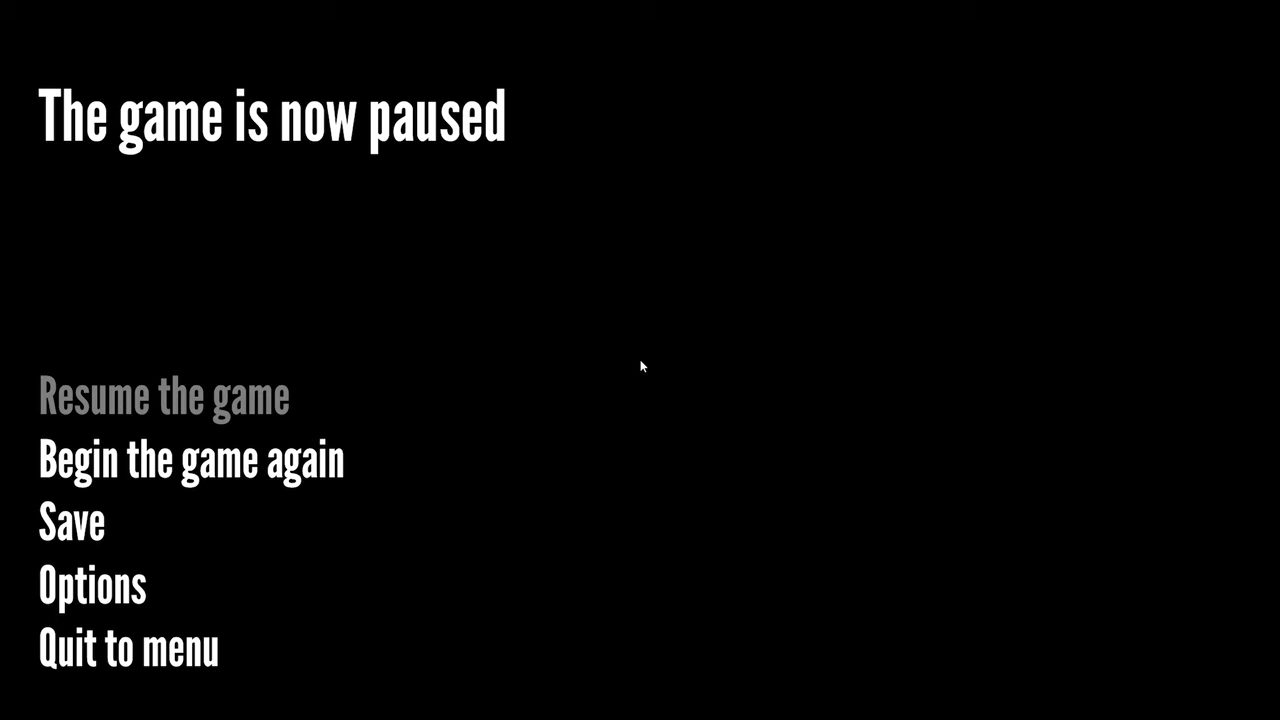 The game is now paused
Resume the game
Begin the game again
Save
Options
Quit to menu